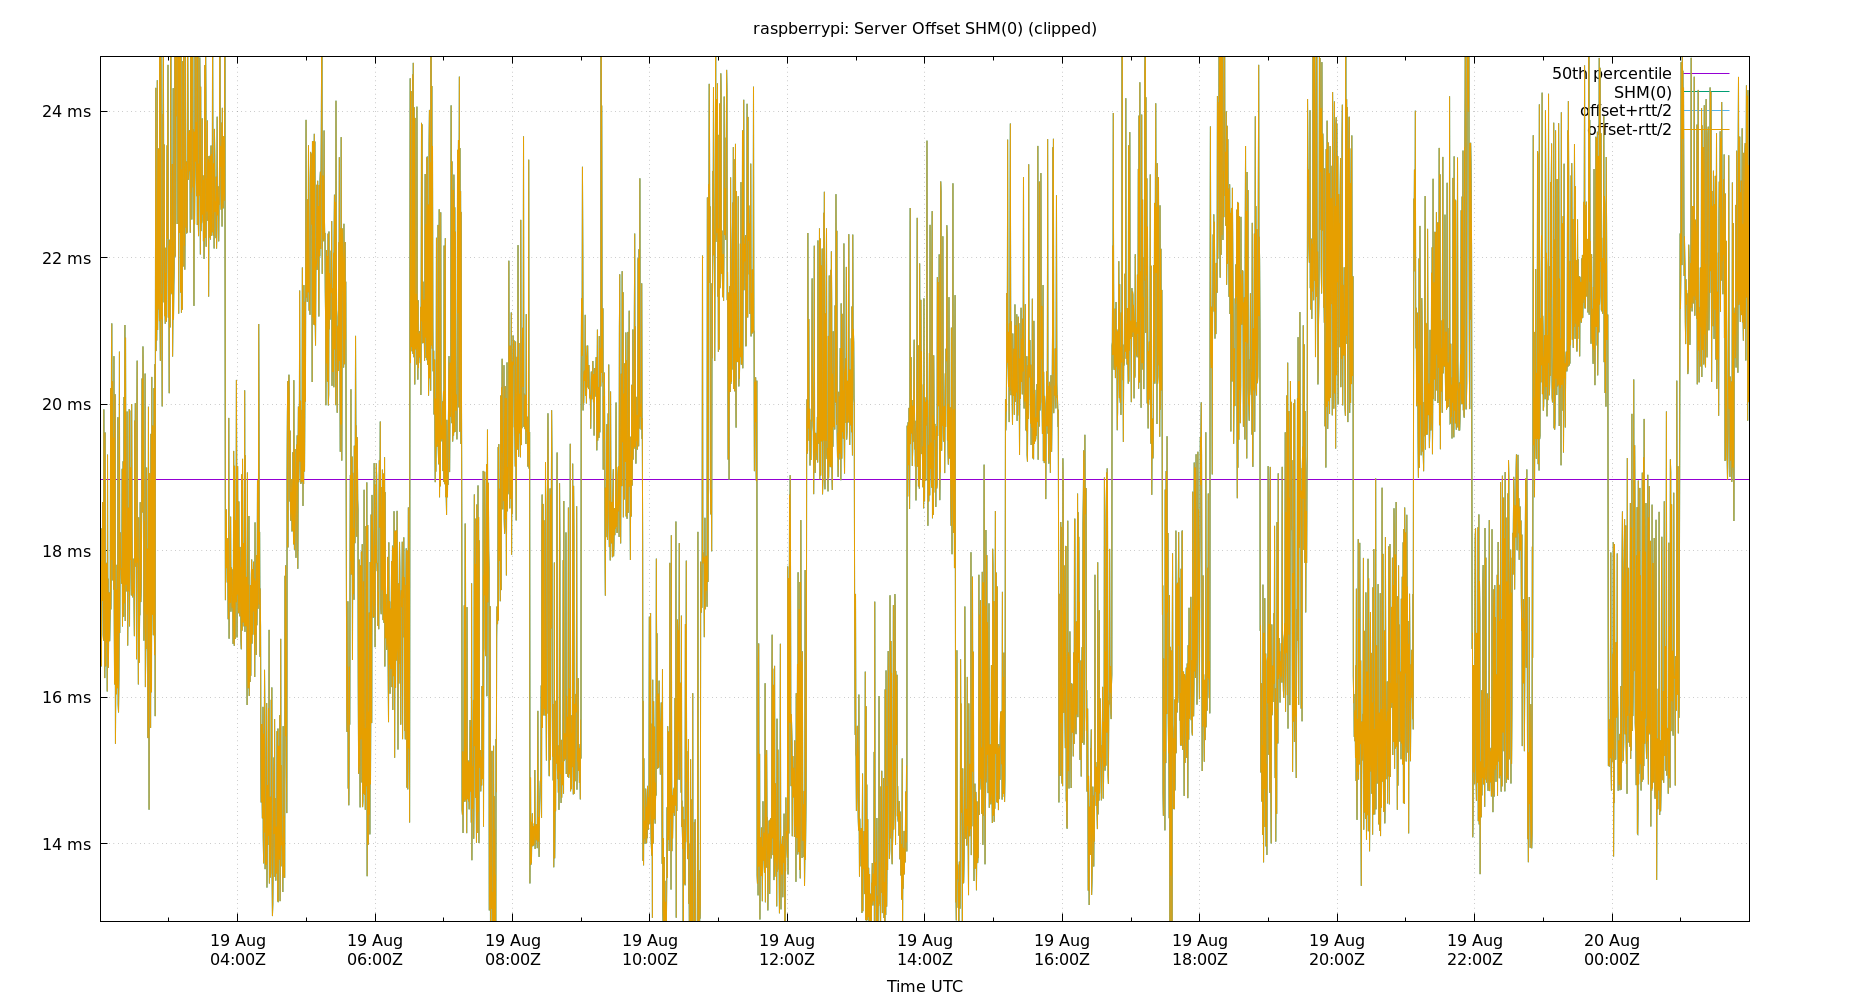 raspberrypi: Server Offset SHM(0) (clipped)
50th percentile
SHM(0)
offset+rtt/2
offset-rtt/2
24 ms
22 ms
20 ms
18 ms
16 ms
14 ms
19 Aug 19 Aug 19 Aug 19 Aug 19 Aug 19 Aug 19 Aug 19 Aug 19 Aug 19 Aug 20 Aug
04:00Z 06:00Z 08:00Z 10:00Z 12:00Z 14:00Z 16:00Z 18:00Z 20:00Z 22:00Z 00:00Z
Time UTC